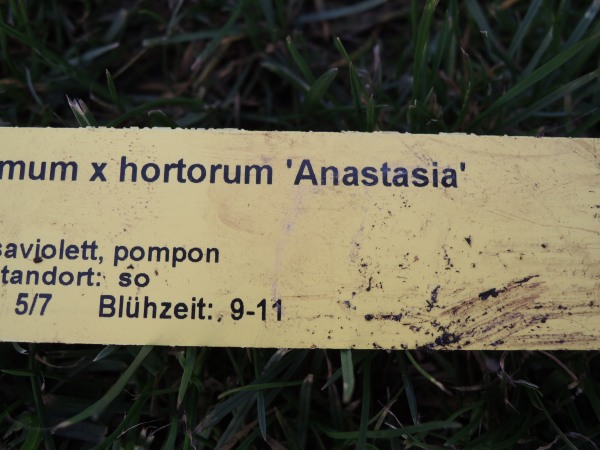 mum x hortorum 'Anastasia'
saviolett, pompon
tandort: so
5/7 Blühzeit: 9-11